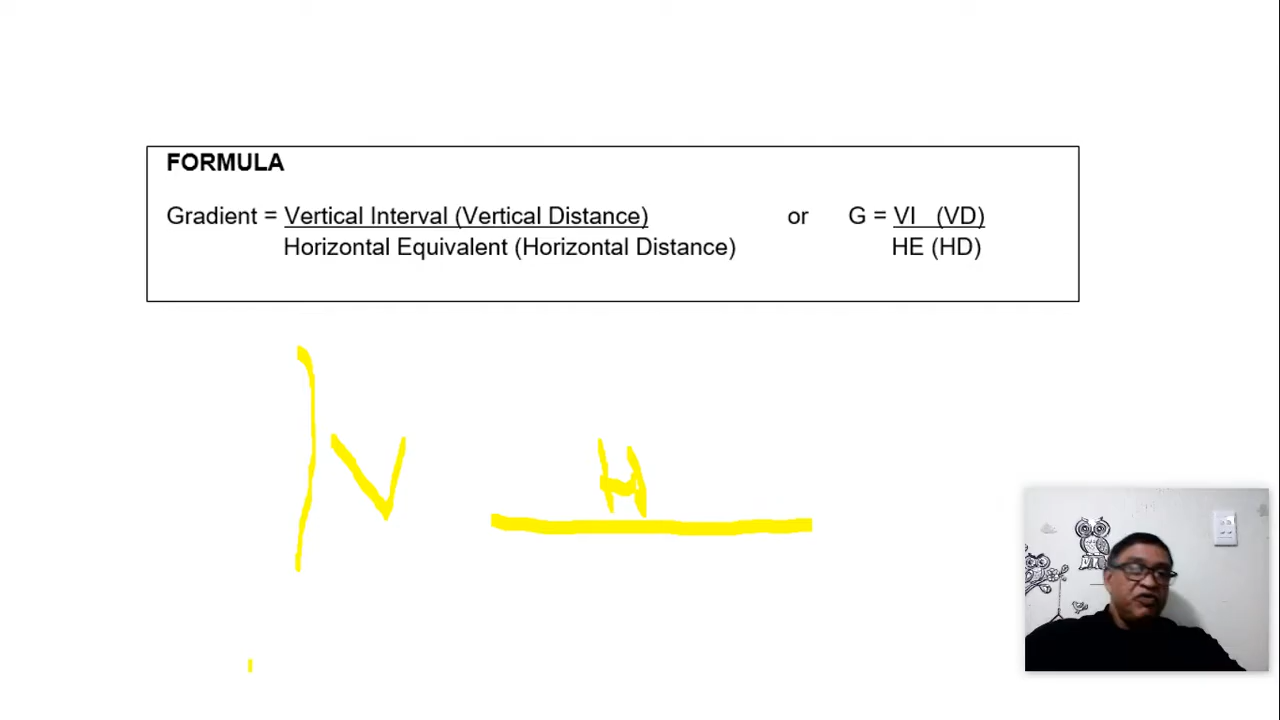 FORMULA
Gradient = Vertical Interval (Vertical Distance) or G = VI (VD)
Horizontal Equivalent (Horizontal Distance) HE (HD)
V
H